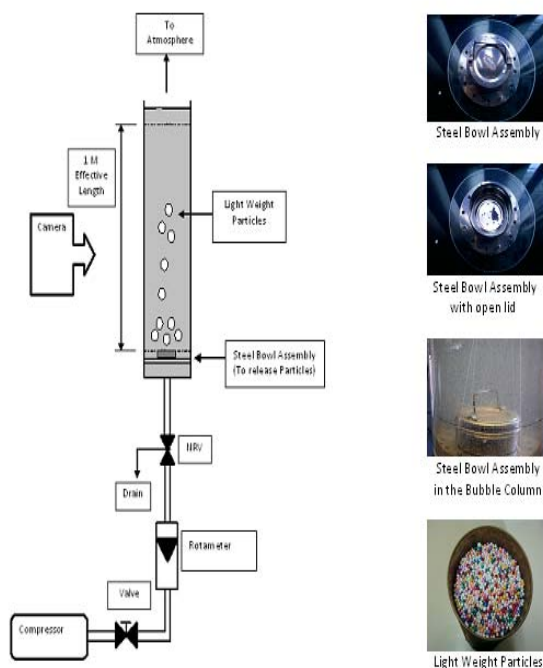 To
Atmosphere
1 M
Effective
Length
Camera
Light Weight
Particles
Steel Bowl Assembly
(To release Particles)
NRV
Drain
Rotameter
Valve
Compressor
Steel Bowl Assembly
Steel Bowl Assembly
with open lid
Steel Bowl Assembly
in the Bubble Column
Light Weight Particles